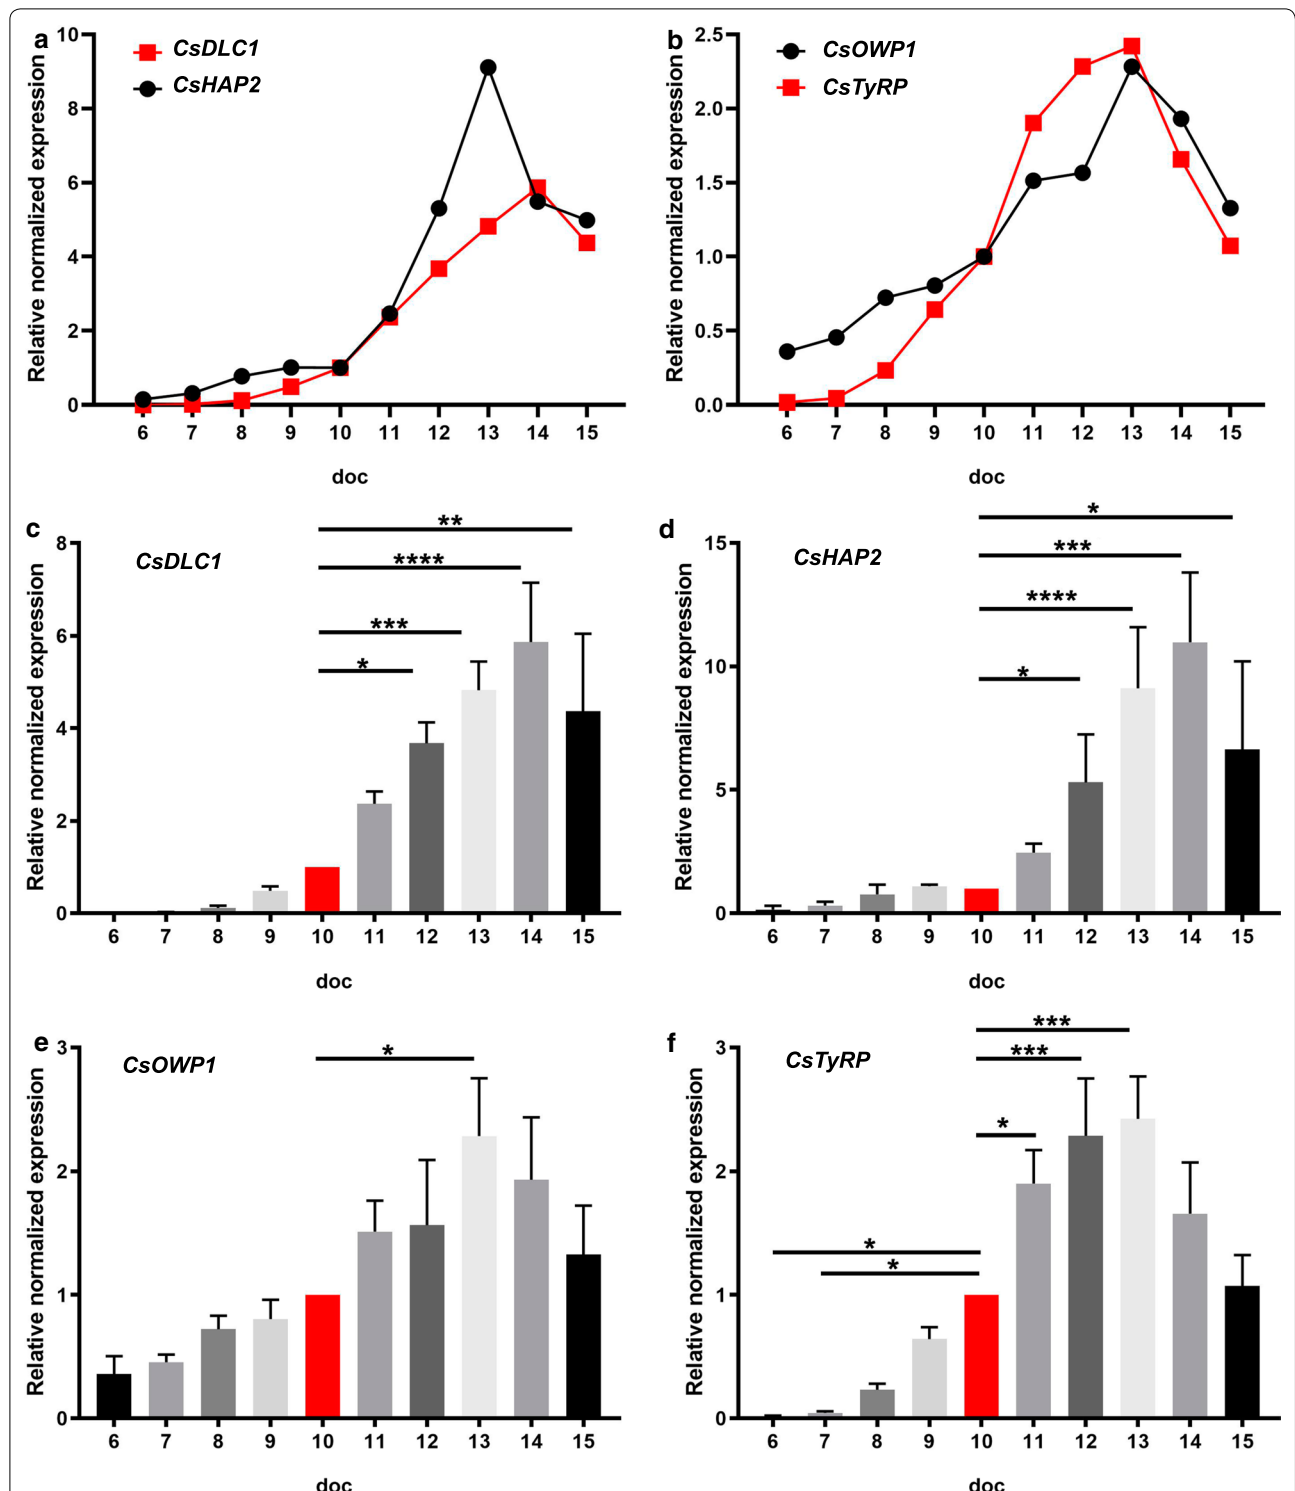 a
CsDLC1
CsHAP2
Relative normalized expression
10
8
6
4
2
0
6 7 8 9 10 11 12 13 14 15
doc
b
CsOWP1
CsTyRP
Relative normalized expression
2.5
2.0
1.5
1.0
0.5
0.0
6 7 8 9 10 11 12 13 14 15
doc
c
CsDLC1
**
****
***
*
Relative normalized expression
8
6
4
2
0
6 7 8 9 10 11 12 13 14 15
doc
d
CsHAP2
*
***
****
*
Relative normalized expression
15
10
5
0
6 7 8 9 10 11 12 13 14 15
doc
e
CsOWP1
*
Relative normalized expression
3
2
1
0
6 7 8 9 10 11 12 13 14 15
doc
f
CsTyRP
***
***
*
*
*
Relative normalized expression
3
2
1
0
6 7 8 9 10 11 12 13 14 15
doc